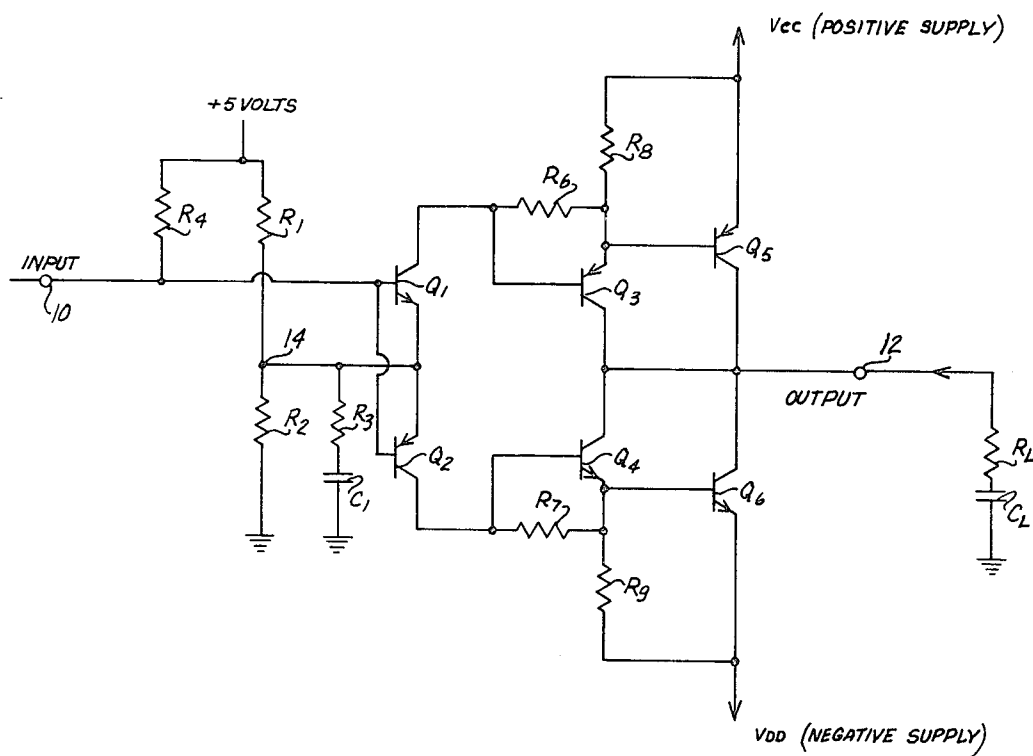 Vcc (POSITIVE SUPPLY)
+5 VOLTS
R8
R6
R4
R1
INPUT
10
Q1
Q3
Q5
14
12
OUTPUT
R2
R3
C1
Q2
Q4
Q6
R7
RL
CL
R9
VDD (NEGATIVE SUPPLY)